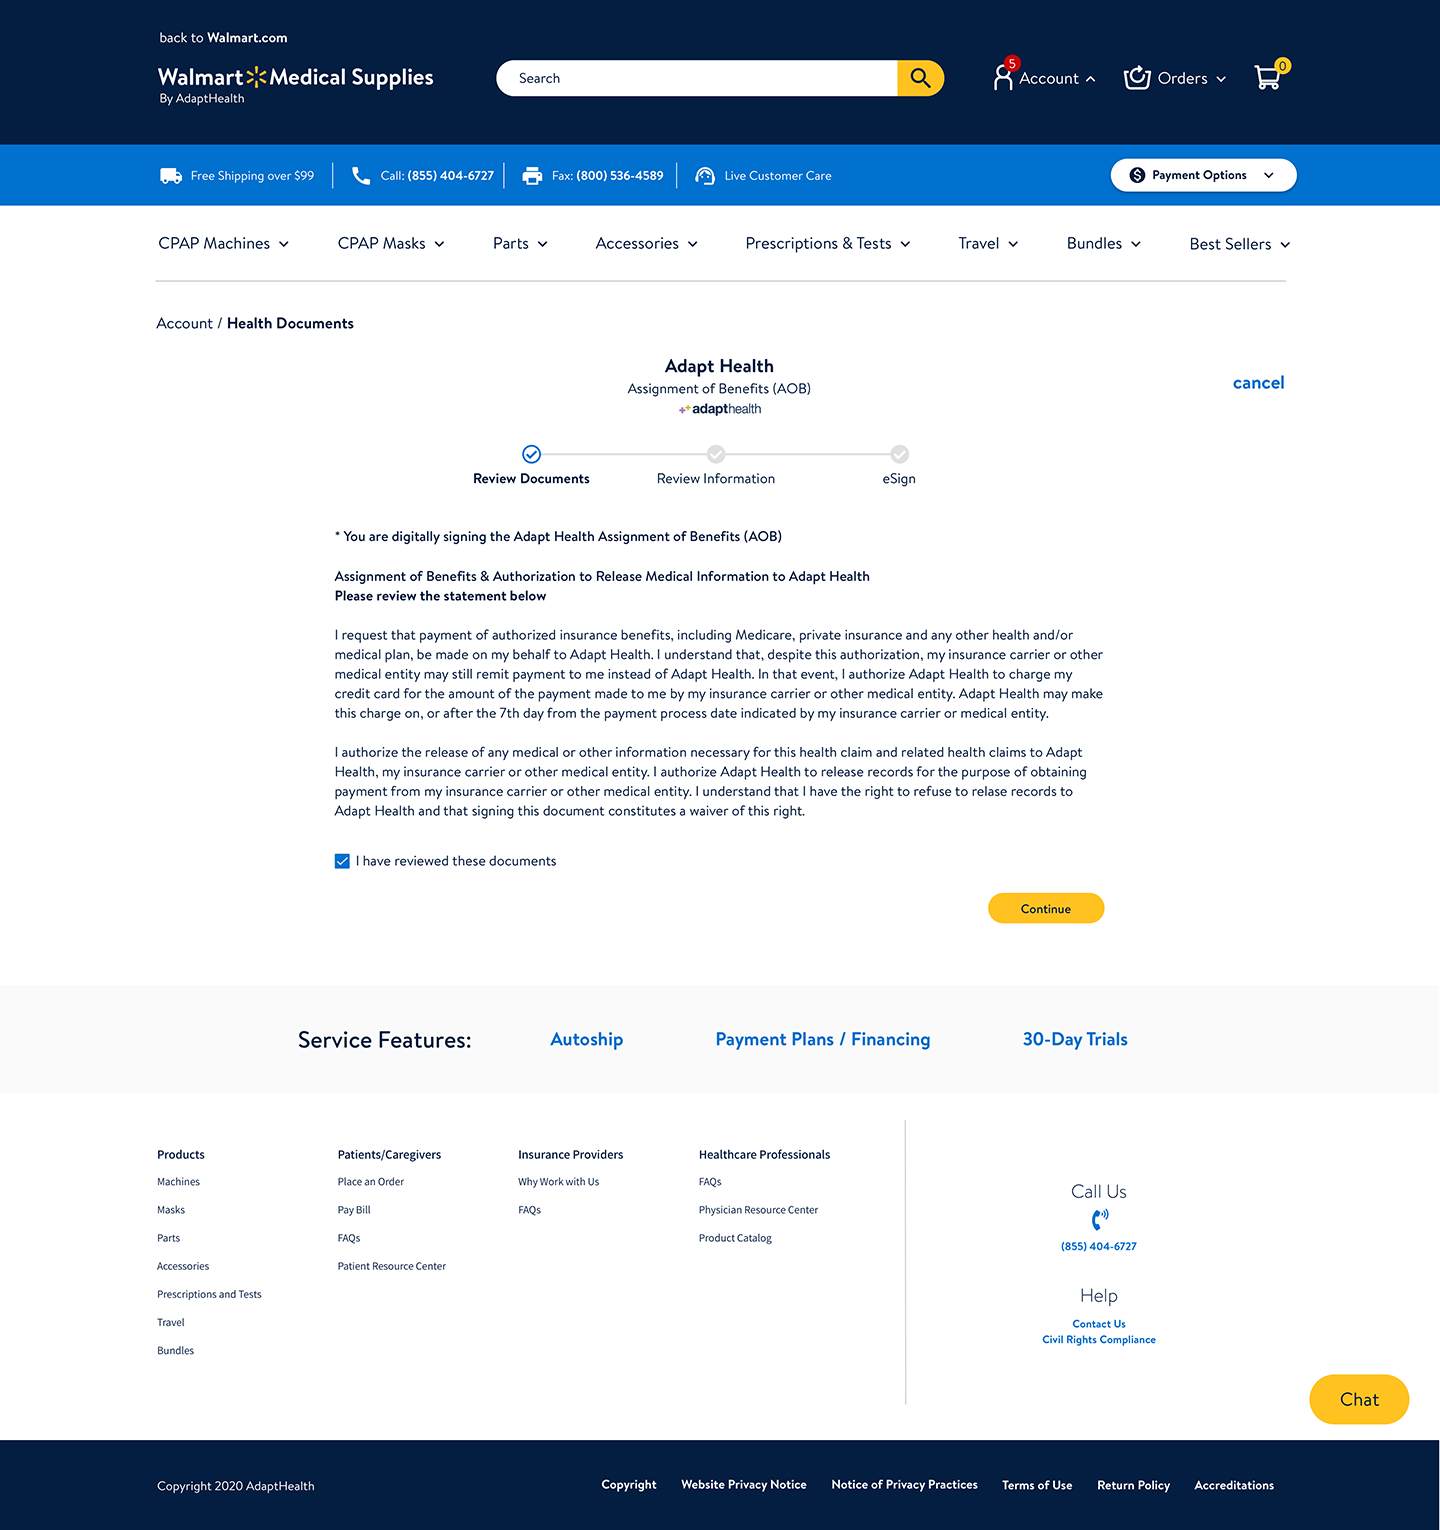 back to Walmart.com
Walmart Medical Supplies
By AdaptHealth
Search
5
Account
Orders
0
Free Shipping over $99
Call: (855) 404-6727
Fax: (800) 536-4589
Live Customer Care
Payment Options
CPAP Machines
CPAP Masks
Parts
Accessories
Prescriptions & Tests
Travel
Bundles
Best Sellers
Account / Health Documents
Adapt Health
Assignment of Benefits (AOB)
adapthealth
cancel
Review Documents
Review Information
eSign
* You are digitally signing the Adapt Health Assignment of Benefits (AOB)
Assignment of Benefits & Authorization to Release Medical Information to Adapt Health
Please review the statement below
I request that payment of authorized insurance benefits, including Medicare, private insurance and any other health and/or
medical plan, be made on my behalf to Adapt Health. I understand that, despite this authorization, my insurance carrier or other
medical entity may still remit payment to me instead of Adapt Health. In that event, I authorize Adapt Health to charge my
credit card for the amount of the payment made to me by my insurance carrier or other medical entity. Adapt Health may make
this charge on, or after the 7th day from the payment process date indicated by my insurance carrier or medical entity.
I authorize the release of any medical or other information necessary for this health claim and related health claims to Adapt
Health, my insurance carrier or other medical entity. I authorize Adapt Health to release records for the purpose of obtaining
payment from my insurance carrier or other medical entity. I understand that I have the right to refuse to relase records to
Adapt Health and that signing this document constitutes a waiver of this right.
I have reviewed these documents
Continue
Service Features:
Autoship
Payment Plans / Financing
30-Day Trials
Products
Machines
Masks
Parts
Accessories
Prescriptions and Tests
Travel
Bundles
Patients/Caregivers
Place an Order
Pay Bill
FAQs
Patient Resource Center
Insurance Providers
Why Work with Us
FAQs
Healthcare Professionals
FAQs
Physician Resource Center
Product Catalog
Call Us
(855) 404-6727
Help
Contact Us
Civil Rights Compliance
Chat
Copyright 2020 AdaptHealth
Copyright
Website Privacy Notice
Notice of Privacy Practices
Terms of Use
Return Policy
Accreditations